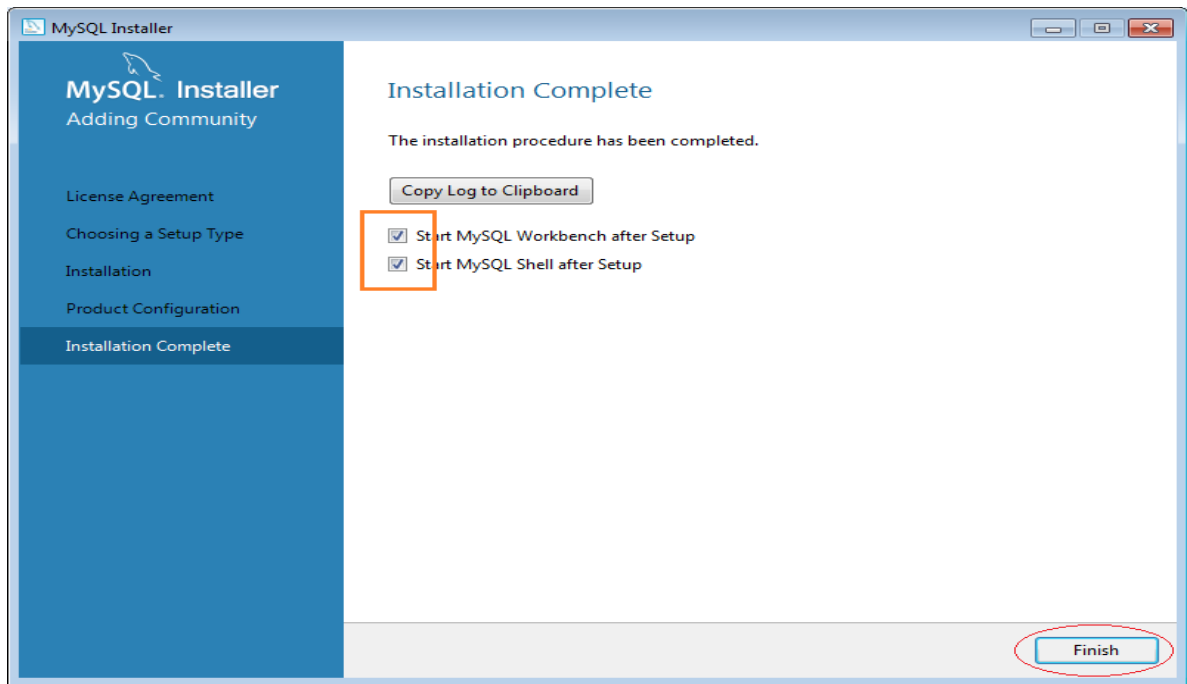 MySQL Installer
MySQL. Installer
Adding Community
License Agreement
Choosing a Setup Type
Installation
Product Configuration
Installation Complete
Installation Complete
The installation procedure has been completed.
Copy Log to Clipboard
Start MySQL Workbench after Setup
Start MySQL Shell after Setup
Finish